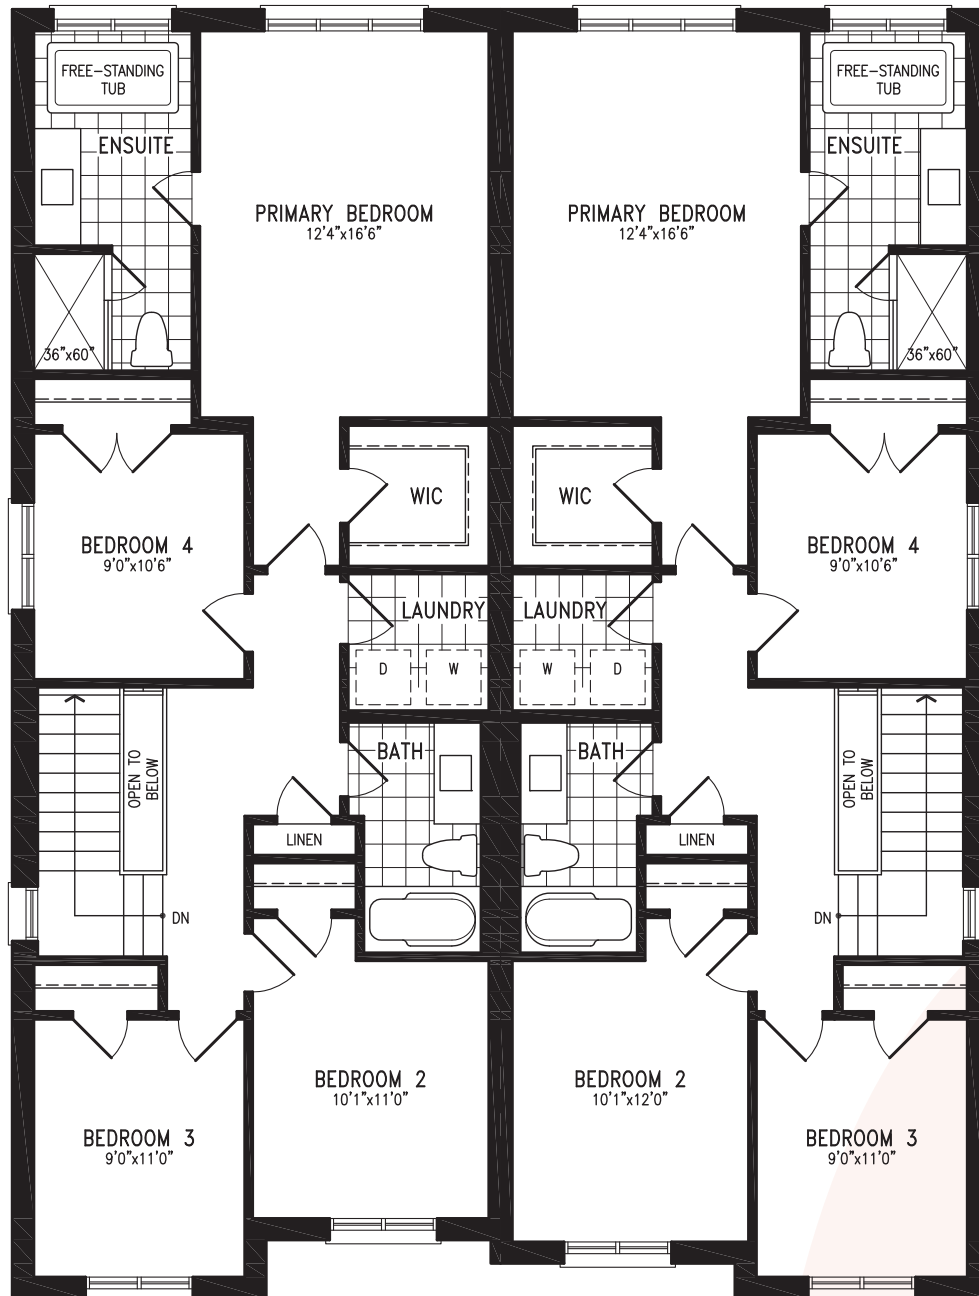 FREE-STANDING
TUB
FREE-STANDING
TUB
ENSUITE
ENSUITE
PRIMARY BEDROOM
12'4"x16'6"
PRIMARY BEDROOM
12'4"x16'6"
36"x60"
36"x60"
WIC
WIC
BEDROOM 4
9'0"x10'6"
BEDROOM 4
9'0"x10'6"
LAUNDRY
LAUNDRY
D
W
W
D
BATH
BATH
OPEN TO
BELOW
OPEN TO
BELOW
LINEN
LINEN
DN
DN
BEDROOM 2
10'1"x11'0"
BEDROOM 2
10'1"x12'0"
BEDROOM 3
9'0"x11'0"
BEDROOM 3
9'0"x11'0"